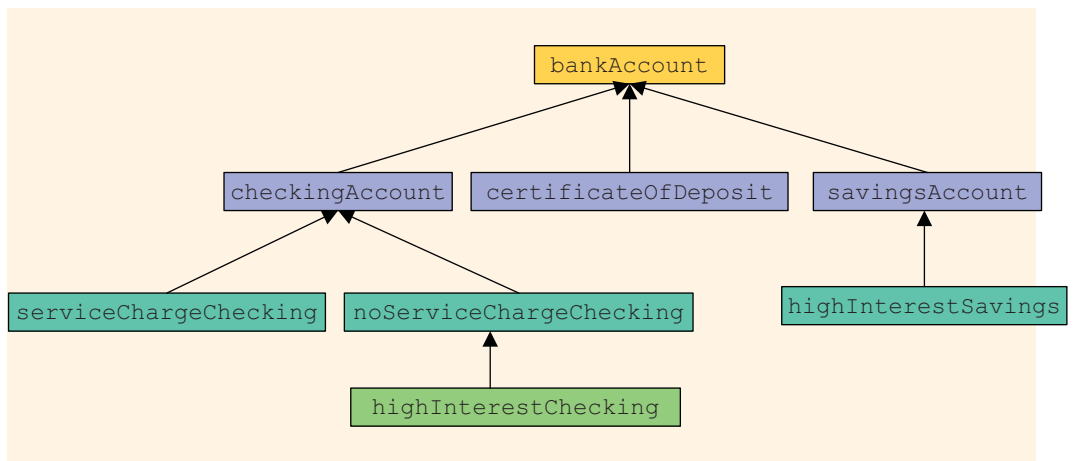 bankAccount
checkingAccount
certificateOfDeposit
savingsAccount
serviceChargeChecking
noServiceChargeChecking
highInterestSavings
highInterestChecking